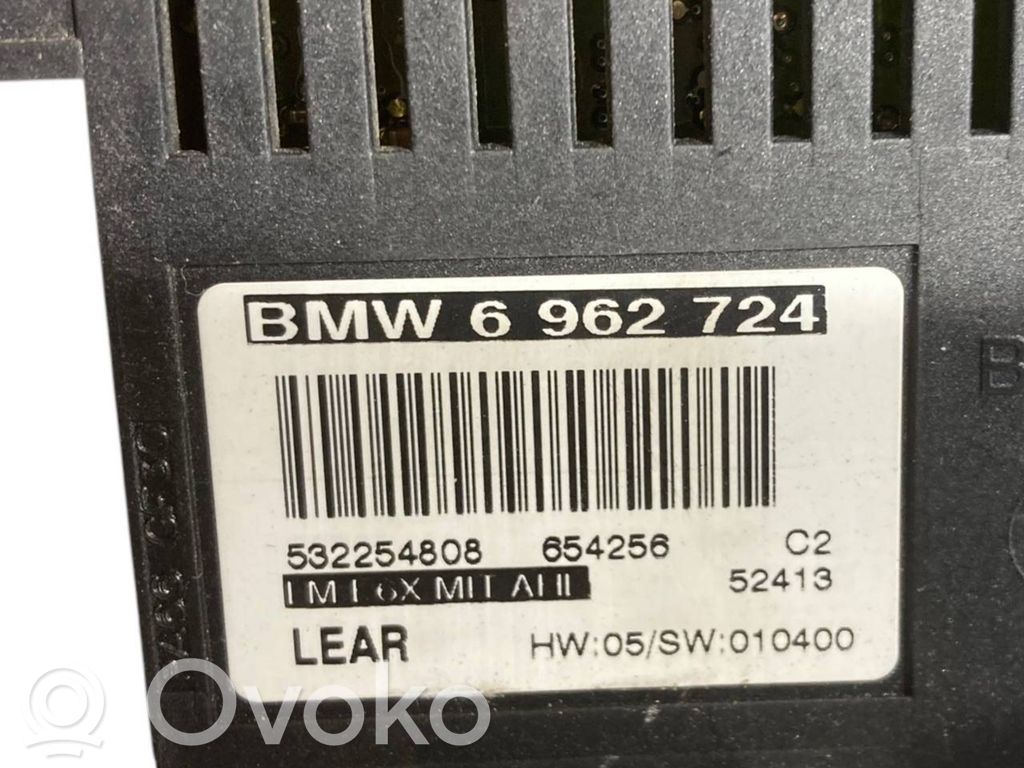 BMW 6 962 724
532254808 654256 C2
52413
LEAR HW:05/SW:010400
B
Ovoko